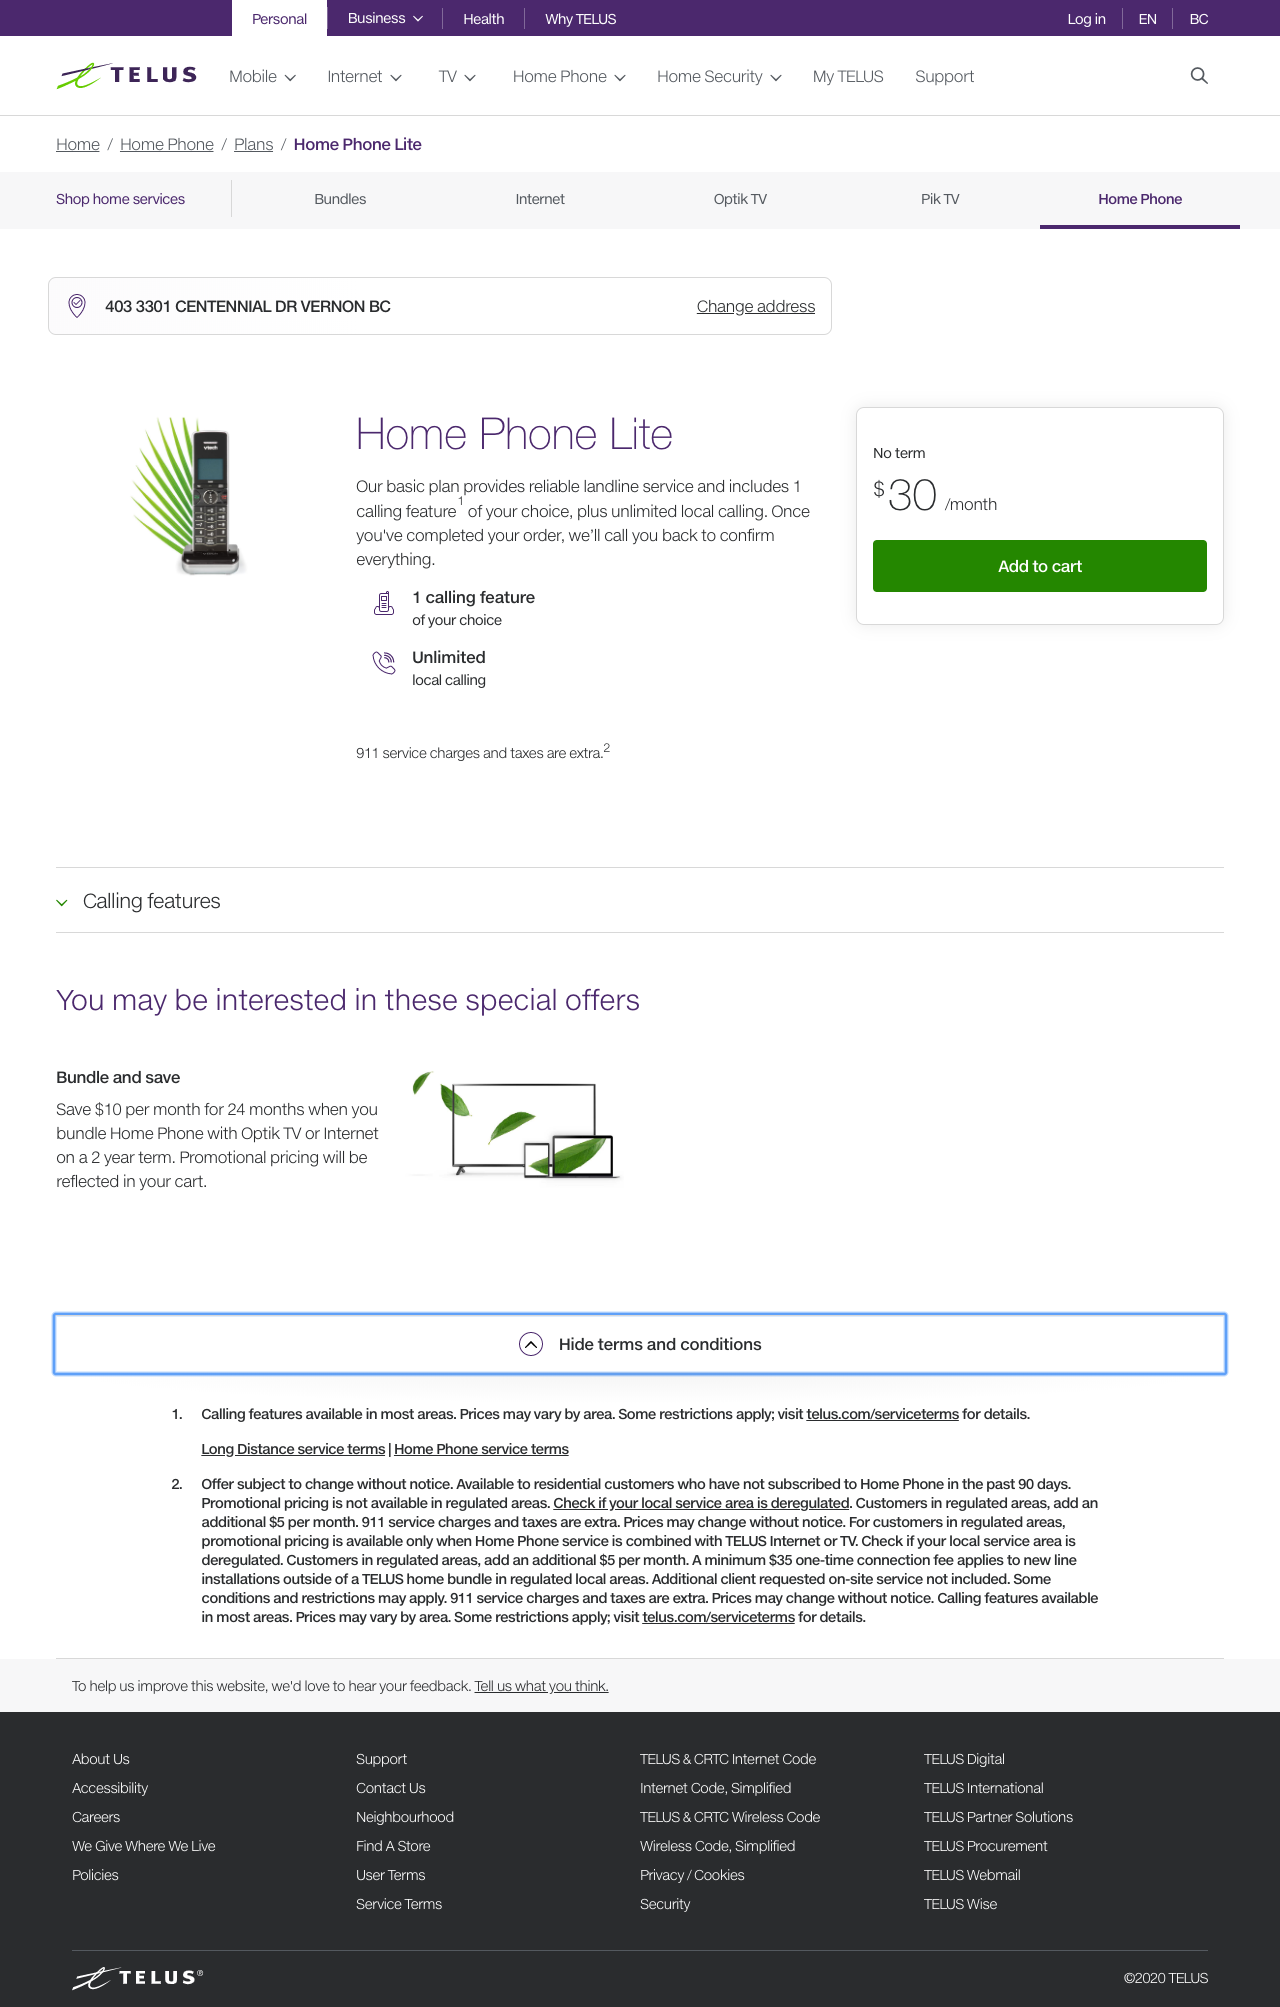 Personal Business Health Why TELUS Log in EN BC
TELUS Mobile Internet TV Home Phone Home Security My TELUS Support
Home / Home Phone / Plans / Home Phone Lite
Shop home services Bundles Internet Optik TV Pik TV Home Phone
403 3301 CENTENNIAL DR VERNON BC Change address
Home Phone Lite
Our basic plan provides reliable landline service and includes 1
calling feature1 of your choice, plus unlimited local calling. Once
you've completed your order, we’ll call you back to confirm
everything.
1 calling feature
of your choice
Unlimited
local calling
911 service charges and taxes are extra.2
No term
$30 /month
Add to cart
vtech
Calling features
You may be interested in these special offers
Bundle and save
Save $10 per month for 24 months when you
bundle Home Phone with Optik TV or Internet
on a 2 year term. Promotional pricing will be
reflected in your cart.
Hide terms and conditions
1. Calling features available in most areas. Prices may vary by area. Some restrictions apply; visit telus.com/serviceterms for details.
Long Distance service terms | Home Phone service terms
2. Offer subject to change without notice. Available to residential customers who have not subscribed to Home Phone in the past 90 days.
Promotional pricing is not available in regulated areas. Check if your local service area is deregulated. Customers in regulated areas, add an
additional $5 per month. 911 service charges and taxes are extra. Prices may change without notice. For customers in regulated areas,
promotional pricing is available only when Home Phone service is combined with TELUS Internet or TV. Check if your local service area is
deregulated. Customers in regulated areas, add an additional $5 per month. A minimum $35 one-time connection fee applies to new line
installations outside of a TELUS home bundle in regulated local areas. Additional client requested on-site service not included. Some
conditions and restrictions may apply. 911 service charges and taxes are extra. Prices may change without notice. Calling features available
in most areas. Prices may vary by area. Some restrictions apply; visit telus.com/serviceterms for details.
To help us improve this website, we'd love to hear your feedback. Tell us what you think.
About Us
Accessibility
Careers
We Give Where We Live
Policies
Support
Contact Us
Neighbourhood
Find A Store
User Terms
Service Terms
TELUS & CRTC Internet Code
Internet Code, Simplified
TELUS & CRTC Wireless Code
Wireless Code, Simplified
Privacy / Cookies
Security
TELUS Digital
TELUS International
TELUS Partner Solutions
TELUS Procurement
TELUS Webmail
TELUS Wise
TELUS® ©2020 TELUS